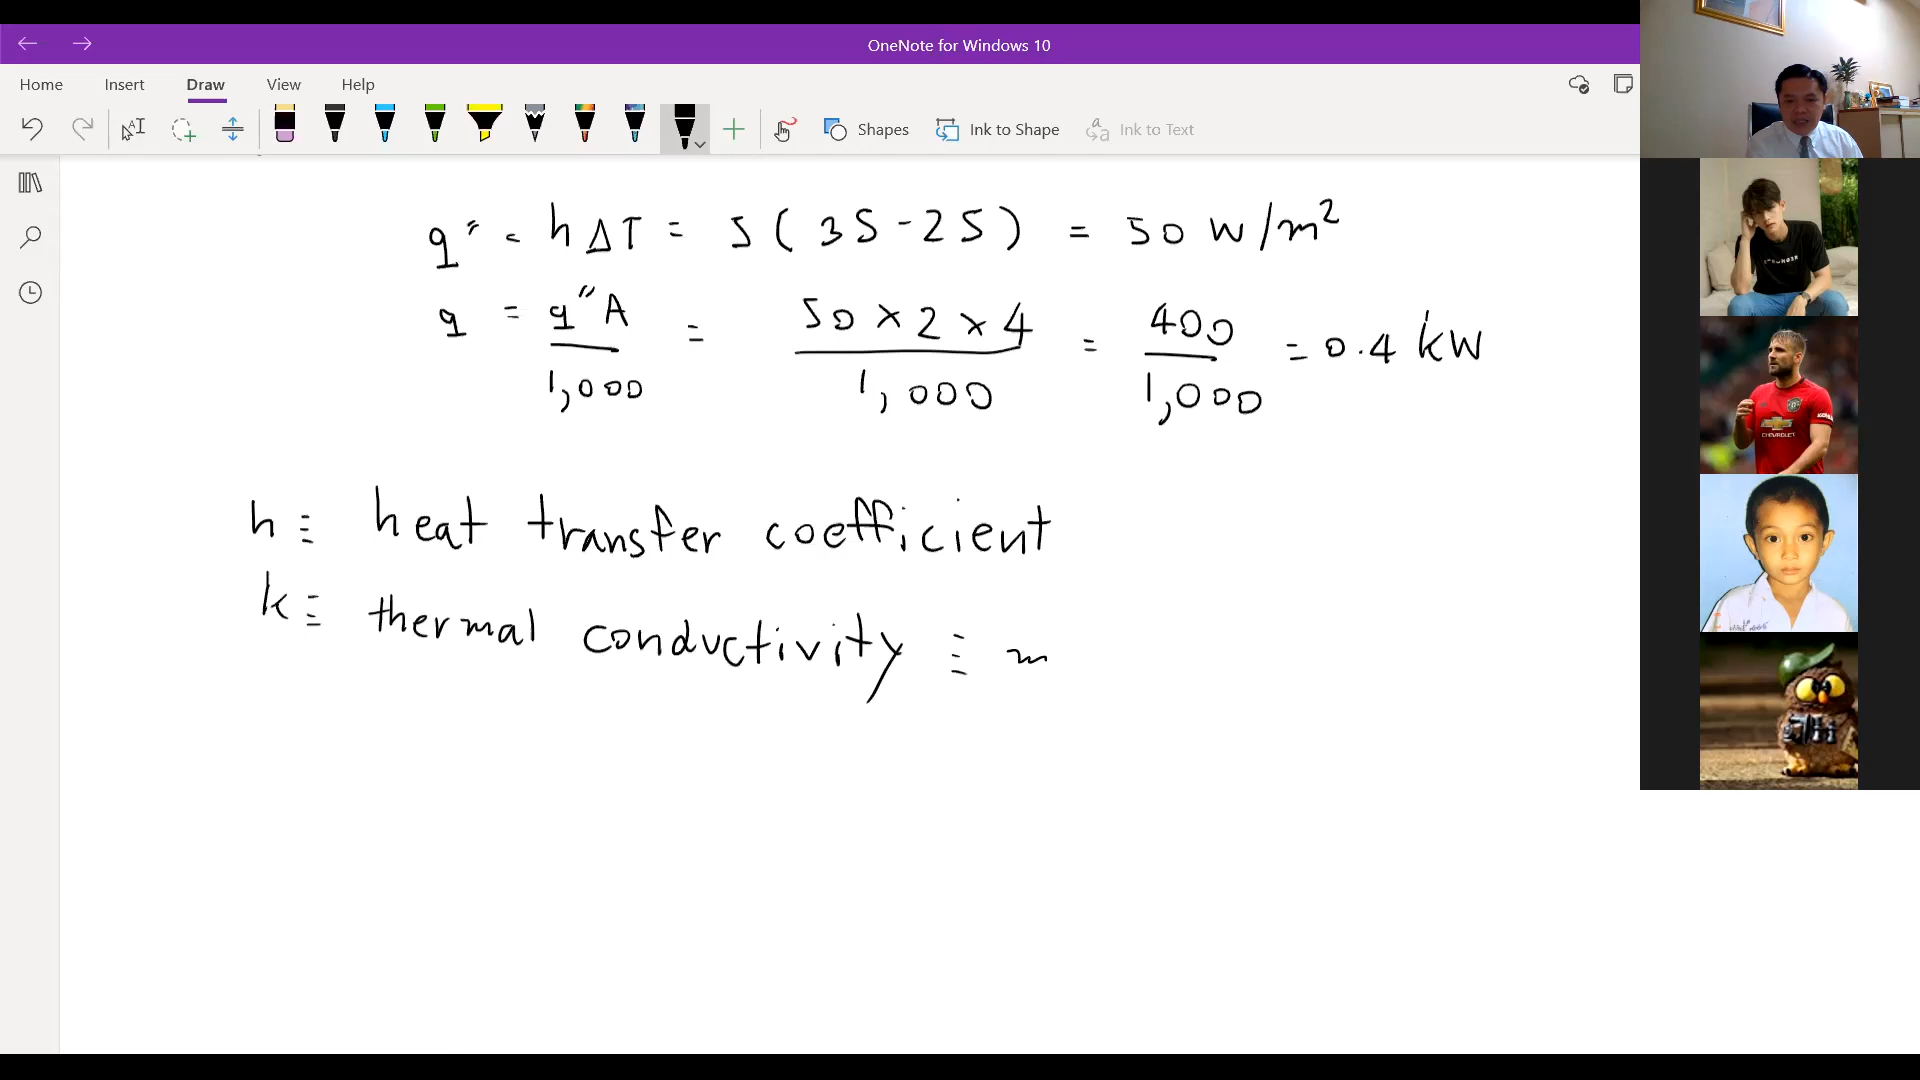 OneNote for Windows 10
Home Insert Draw View Help
Shapes Ink to Shape Ink to Text
q″ = h ΔT = 5 ( 35 - 25 ) = 50 W/m²
q = q″A / 1,000 = 50 × 2 × 4 / 1,000 = 400 / 1,000 = 0.4 kW
h ≡ heat transfer coefficient
k ≡ thermal conductivity ≡ m
CHEVROLET